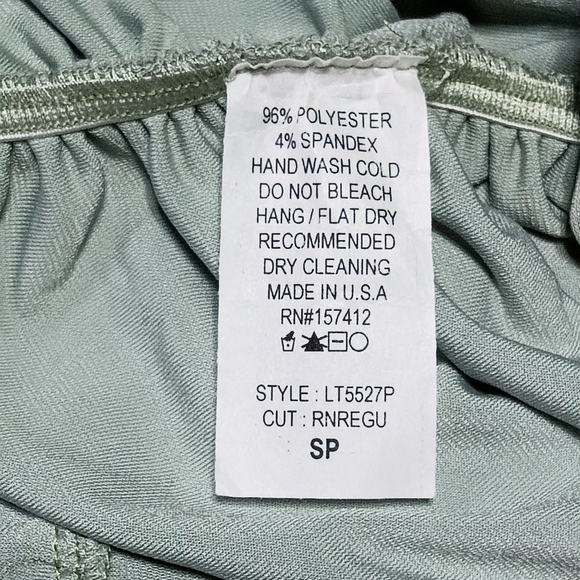 96% POLYESTER
4% SPANDEX
HAND WASH COLD
DO NOT BLEACH
HANG / FLAT DRY
RECOMMENDED
DRY CLEANING
MADE IN U.S.A
RN#157412
STYLE : LT5527P
CUT : RNREGU
SP